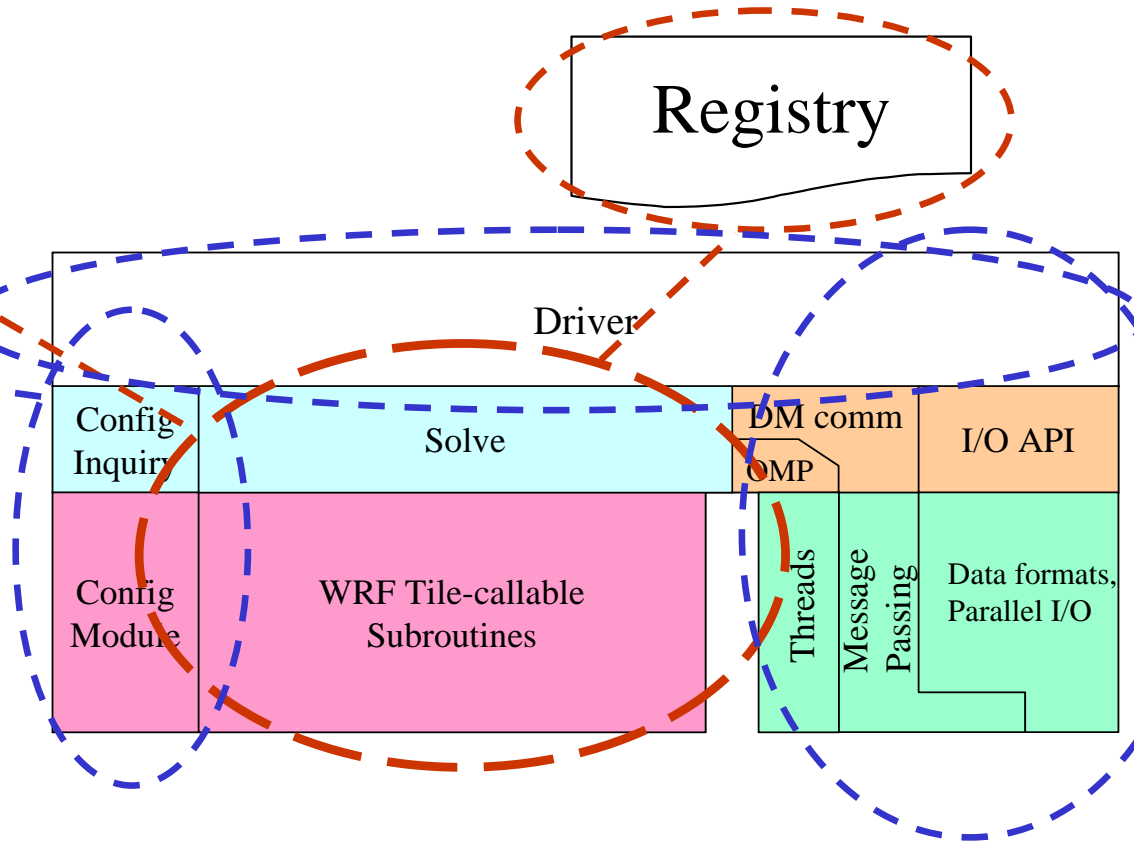 Registry
Driver
Config
Inquiry
Solve
DM comm
OMP
I/O API
Config
Module
WRF Tile-callable
Subroutines
Threads
Message
Passing
Data formats,
Parallel I/O